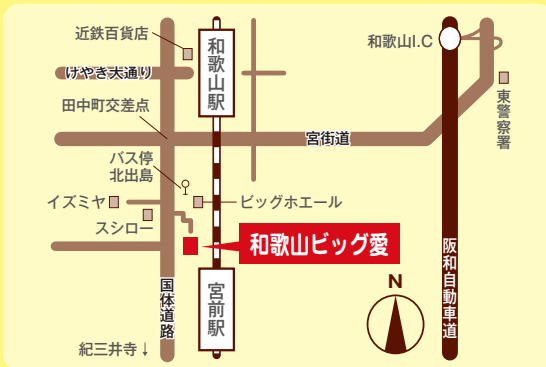 近鉄百貨店
和歌山駅
和歌山I.C
けやき大通り
田中町交差点
東警察署
宮街道
バス停
北出島
イズミヤ
ビッグホエール
スシロー
和歌山ビッグ愛
阪和自動車道
国体道路
宮前駅
N
紀三井寺↓